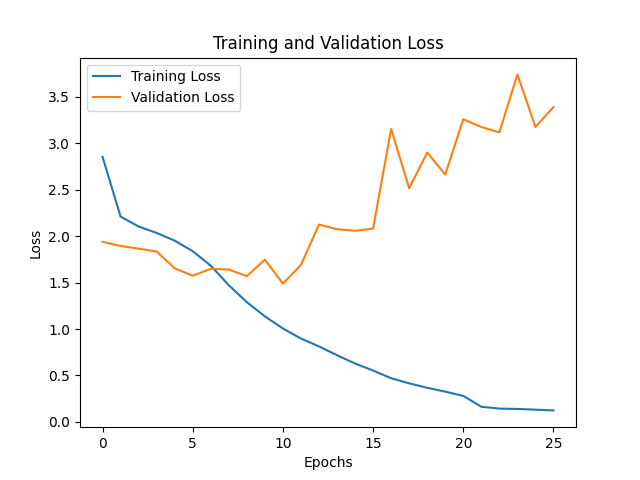 Training and Validation Loss
Training Loss
Validation Loss
3.5
3.0
2.5
2.0
1.5
1.0
0.5
0.0
Loss
0 5 10 15 20 25
Epochs